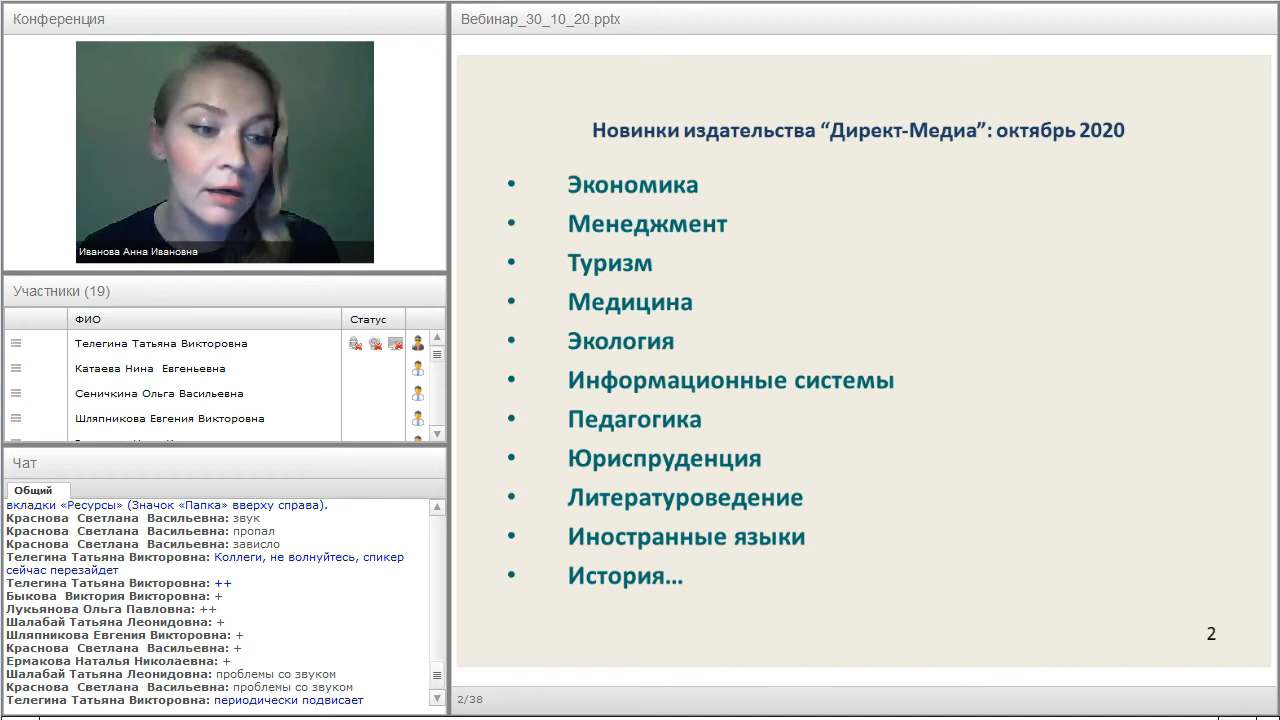 Конференция
Иванова Анна Ивановна
Участники (19)
ФИО
Статус
Телегина Татьяна Викторовна
Катаева Нина Евгеньевна
Сеничкина Ольга Васильевна
Шляпникова Евгения Викторовна
Чат
Общий
вкладки «Ресурсы» (Значок «Папка» вверху справа).
Краснова Светлана Васильевна: звук
Краснова Светлана Васильевна: пропал
Краснова Светлана Васильевна: зависло
Телегина Татьяна Викторовна: Коллеги, не волнуйтесь, спикер
сейчас перезайдет
Телегина Татьяна Викторовна: ++
Быкова Виктория Викторовна: +
Лукьянова Ольга Павловна: ++
Шалабай Татьяна Леонидовна: +
Шляпникова Евгения Викторовна: +
Краснова Светлана Васильевна: +
Ермакова Наталья Николаевна: +
Шалабай Татьяна Леонидовна: проблемы со звуком
Краснова Светлана Васильевна: проблемы со звуком
Телегина Татьяна Викторовна: периодически подвисает
Вебинар_30_10_20.pptx
Новинки издательства “Директ-Медиа”: октябрь 2020
• Экономика
• Менеджмент
• Туризм
• Медицина
• Экология
• Информационные системы
• Педагогика
• Юриспруденция
• Литературоведение
• Иностранные языки
• История...
2
2/38